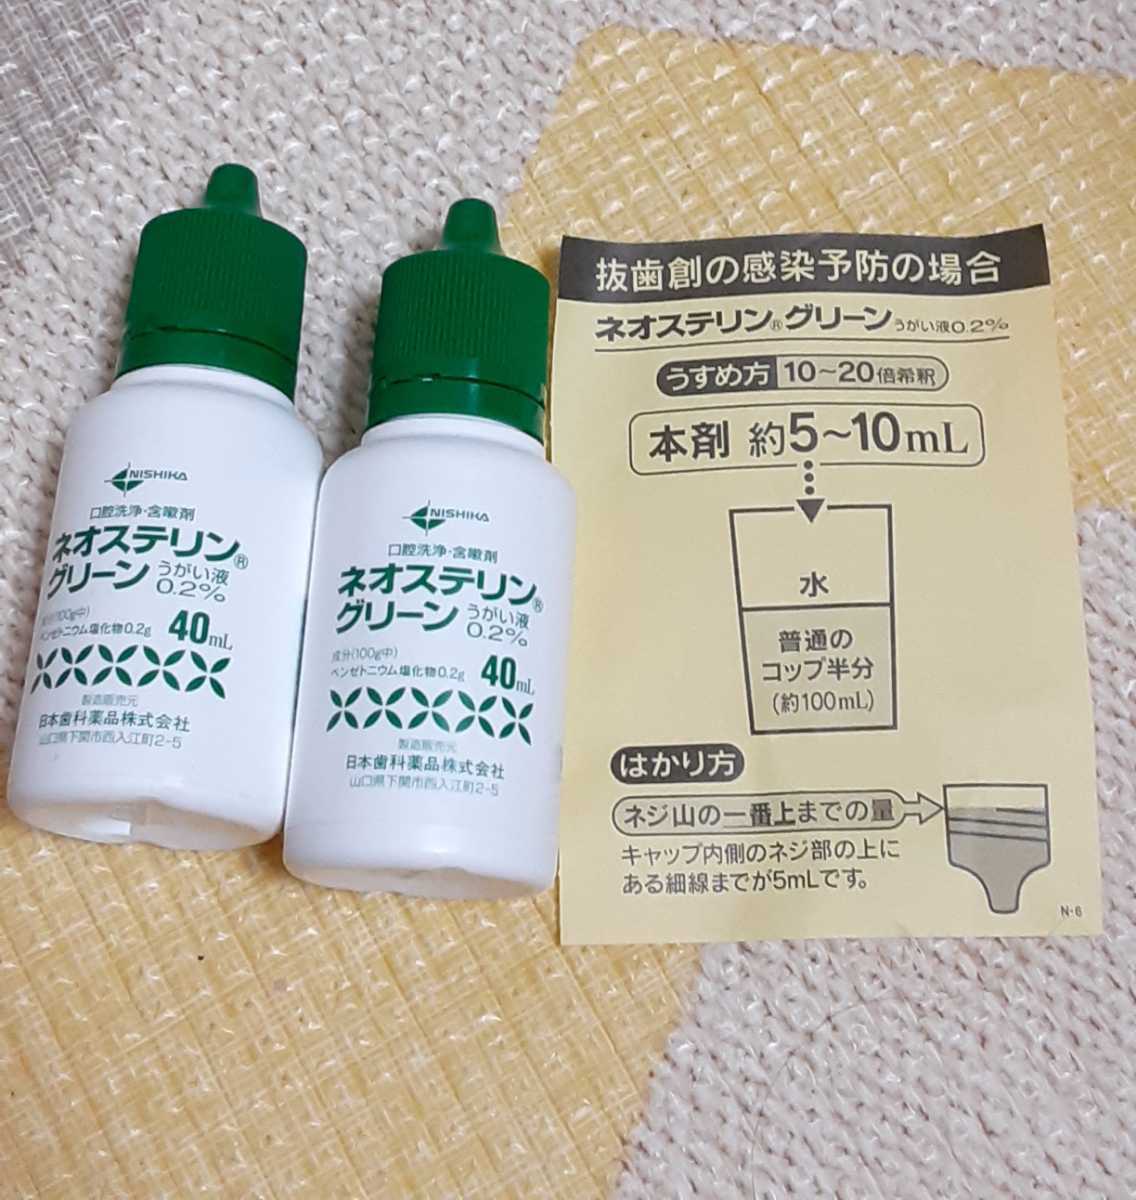 NISHIKA
口腔洗浄・含嗽剤
ネオステリン®
グリーン うがい液 0.2%
成分(100g中)
ベンゼトニウム塩化物0.2g 40mL
製造販売元
日本歯科薬品株式会社
山口県下関市西入江町2-5
NISHIKA
口腔洗浄・含嗽剤
ネオステリン®
グリーン うがい液 0.2%
成分(100g中)
ベンゼトニウム塩化物0.2g 40mL
製造販売元
日本歯科薬品株式会社
山口県下関市西入江町2-5
抜歯創の感染予防の場合
ネオステリン®グリーン うがい液0.2%
うすめ方 10〜20倍希釈
本剤 約5〜10mL
水
普通の
コップ半分
(約100mL)
はかり方
ネジ山の一番上までの量
キャップ内側のネジ部の上に
ある細線までが5mLです。
N-6